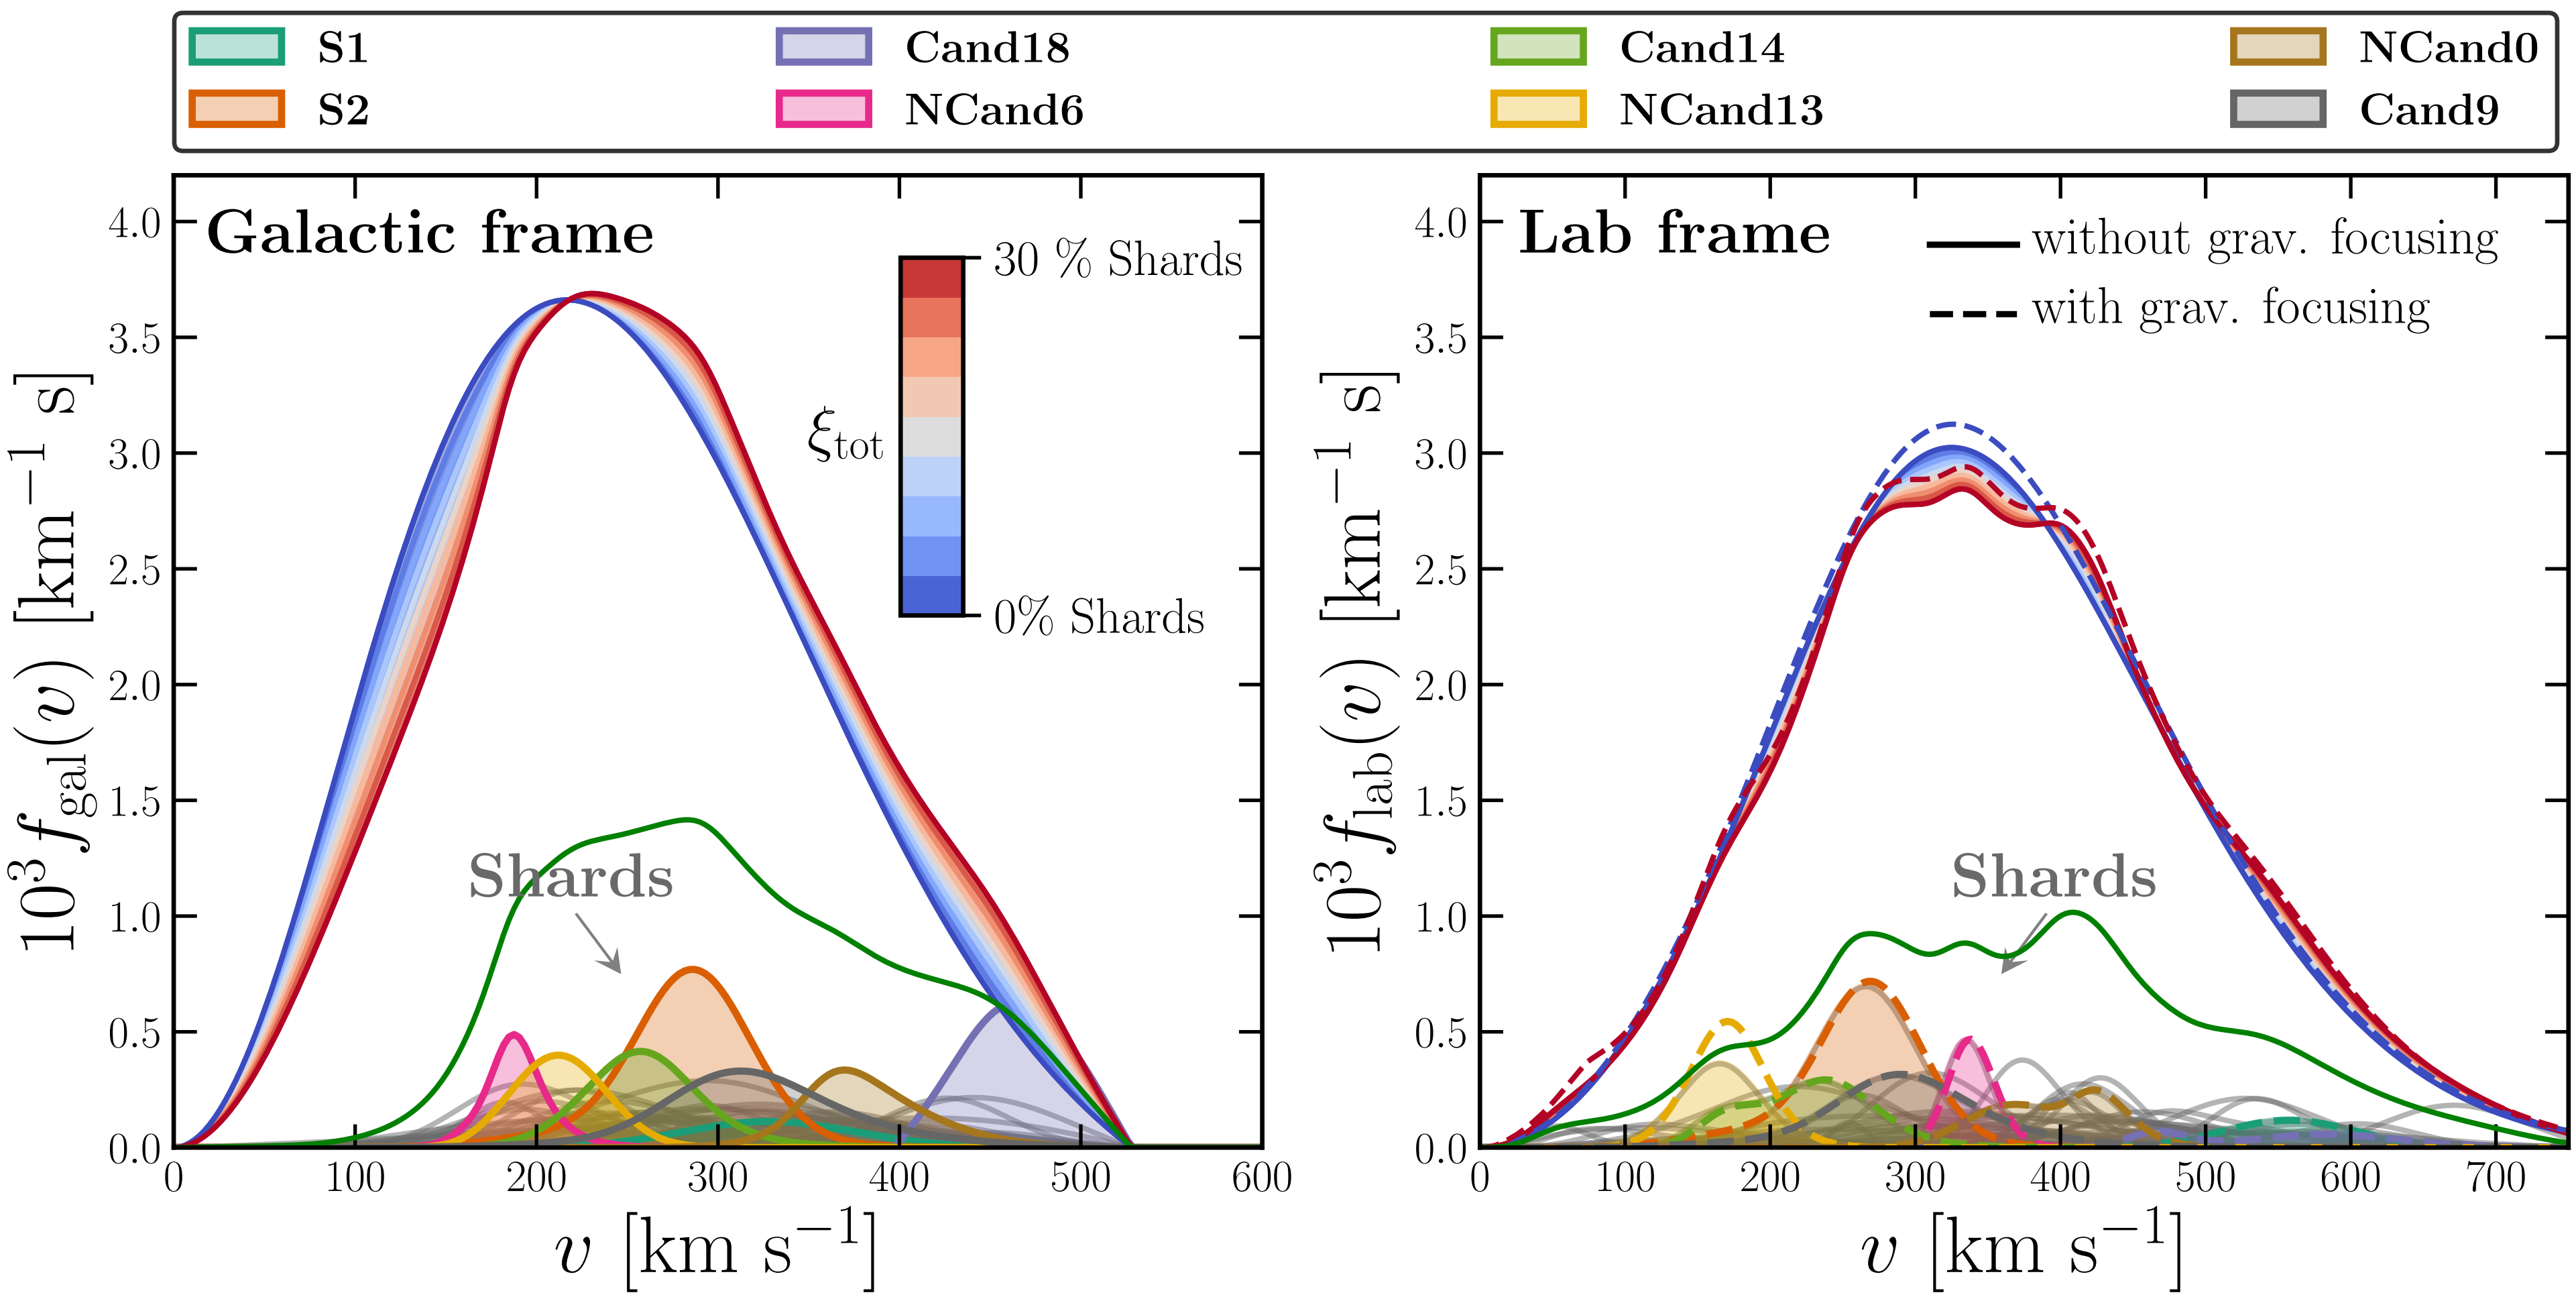 S1 Cand18 Cand14 NCand0
S2 NCand6 NCand13 Cand9
Galactic frame
30 % Shards
ξtot
0% Shards
Shards
10³ f_gal(v) [km⁻¹ s]
4.0
3.5
3.0
2.5
2.0
1.5
1.0
0.5
0.0
0 100 200 300 400 500 600
v [km s⁻¹]
Lab frame
without grav. focusing
with grav. focusing
Shards
10³ f_lab(v) [km⁻¹ s]
4.0
3.5
3.0
2.5
2.0
1.5
1.0
0.5
0.0
0 100 200 300 400 500 600 700
v [km s⁻¹]